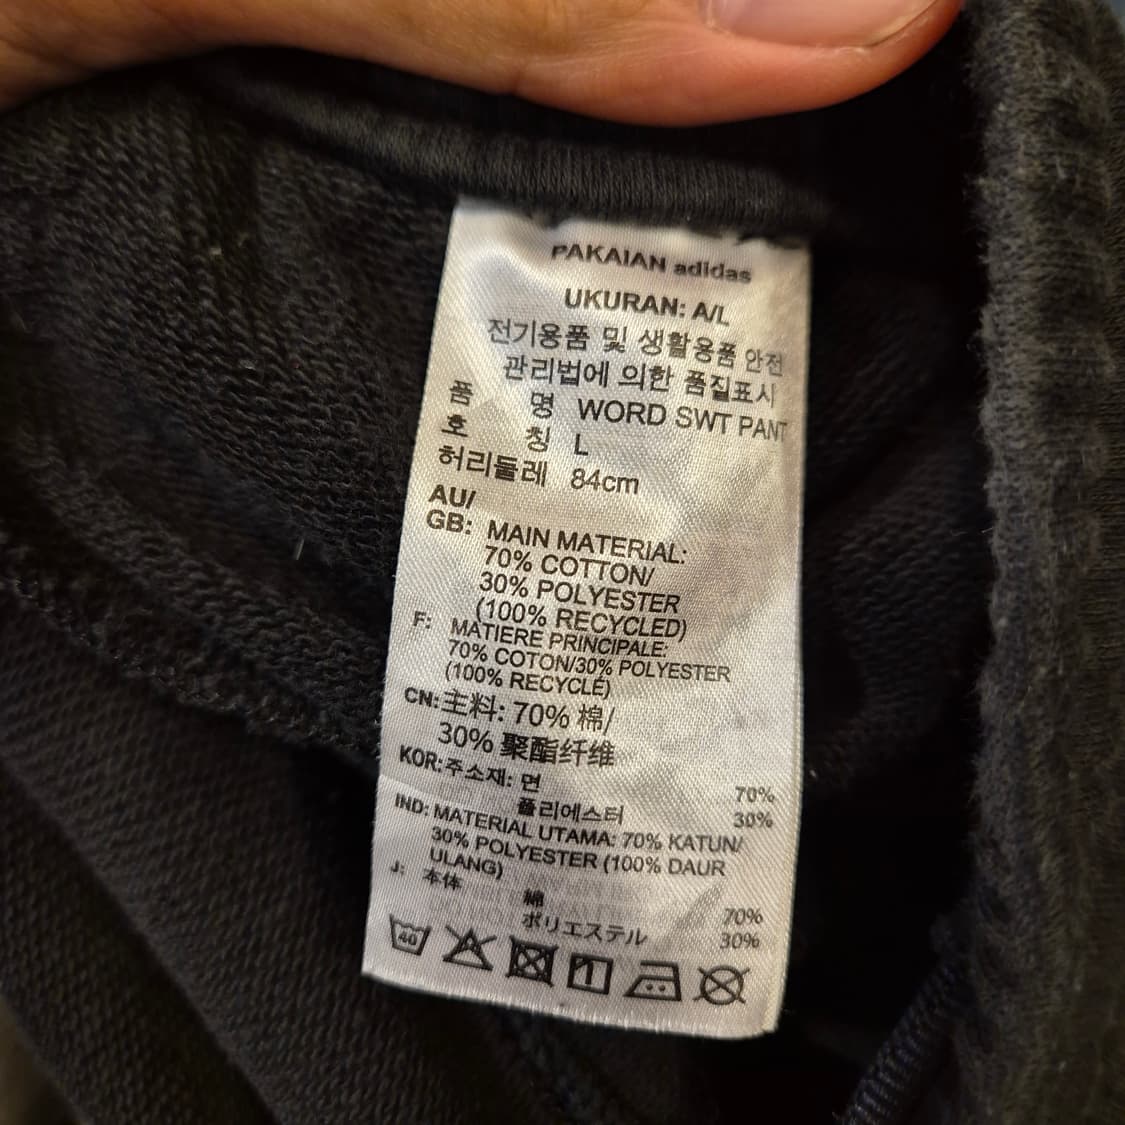 PAKAIAN adidas
UKURAN: A/L
전기용품 및 생활용품 안전
관리법에 의한 품질표시
품 명 WORD SWT PANT
호 칭 L
허리둘레 84cm
AU/
GB: MAIN MATERIAL:
70% COTTON/
30% POLYESTER
(100% RECYCLED)
F: MATIERE PRINCIPALE:
70% COTON/30% POLYESTER
(100% RECYCLÉ)
CN:主料: 70% 棉/
30% 聚酯纤维
KOR:주소재: 면 70%
폴리에스터 30%
IND: MATERIAL UTAMA: 70% KATUN/
30% POLYESTER (100% DAUR
ULANG)
J: 本体
綿 70%
ポリエステル 30%
40